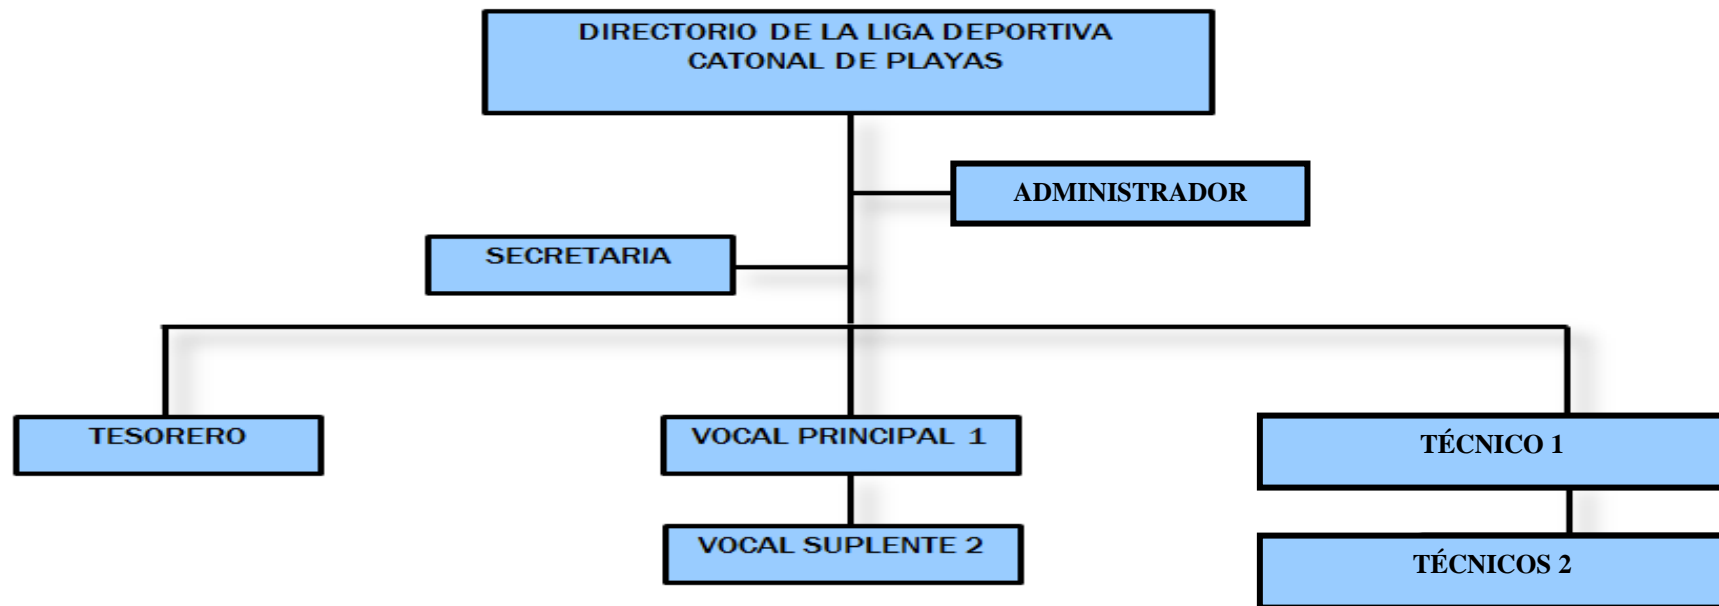 DIRECTORIO DE LA LIGA DEPORTIVA
CATONAL DE PLAYAS
ADMINISTRADOR
SECRETARIA
TESORERO
VOCAL PRINCIPAL 1
TÉCNICO 1
VOCAL SUPLENTE 2
TÉCNICOS 2